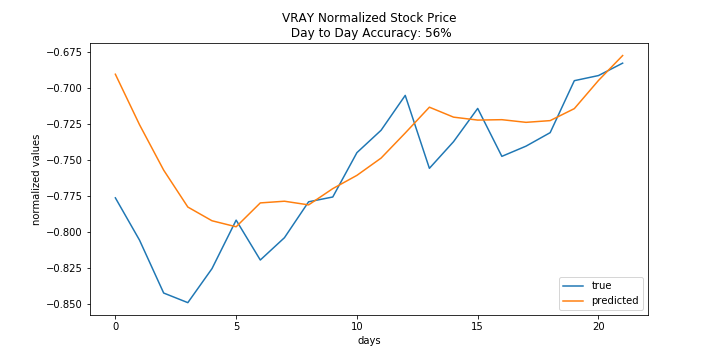 VRAY Normalized Stock Price
Day to Day Accuracy: 56%
normalized values
−0.675
−0.700
−0.725
−0.750
−0.775
−0.800
−0.825
−0.850
0
5
10
15
20
days
true
predicted